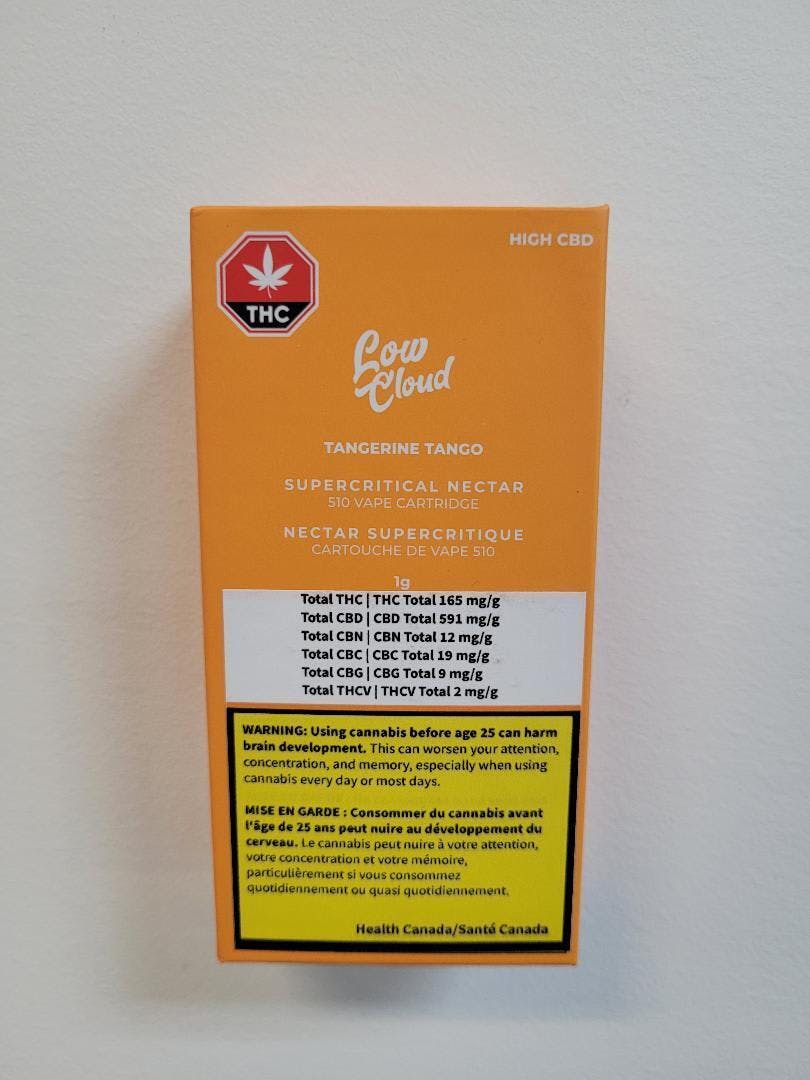 HIGH CBD
THC
Low
Cloud
TANGERINE TANGO
SUPERCRITICAL NECTAR
510 VAPE CARTRIDGE
NECTAR SUPERCRITIQUE
CARTOUCHE DE VAPE 510
1g
Total THC | THC Total 165 mg/g
Total CBD | CBD Total 591 mg/g
Total CBN | CBN Total 12 mg/g
Total CBC | CBC Total 19 mg/g
Total CBG | CBG Total 9 mg/g
Total THCV | THCV Total 2 mg/g
WARNING: Using cannabis before age 25 can harm
brain development. This can worsen your attention,
concentration, and memory, especially when using
cannabis every day or most days.
MISE EN GARDE : Consommer du cannabis avant
l'âge de 25 ans peut nuire au développement du
cerveau. Le cannabis peut nuire à votre attention,
votre concentration et votre mémoire,
particulièrement si vous consommez
quotidiennement ou quasi quotidiennement.
Health Canada/Santé Canada